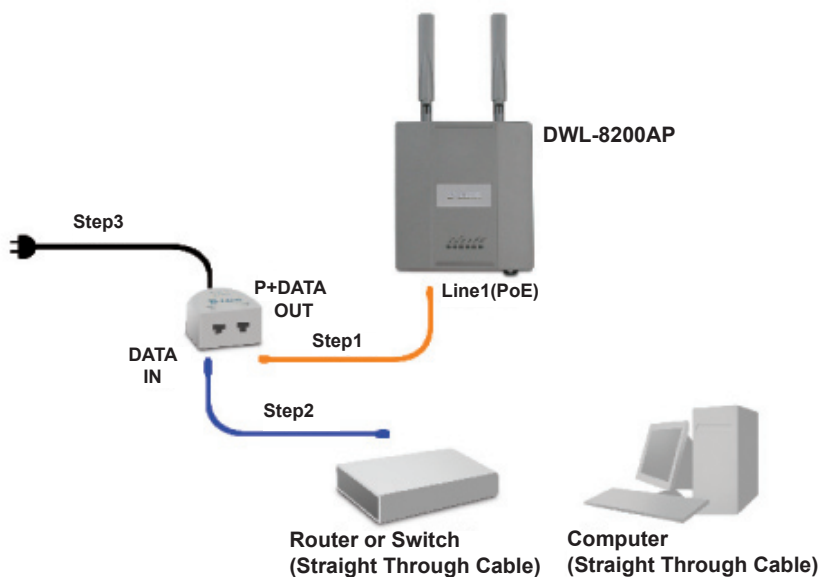 DWL-8200AP
Step3
P+DATA
OUT
Line1(PoE)
Step1
DATA
IN
Step2
Router or Switch
(Straight Through Cable)
Computer
(Straight Through Cable)